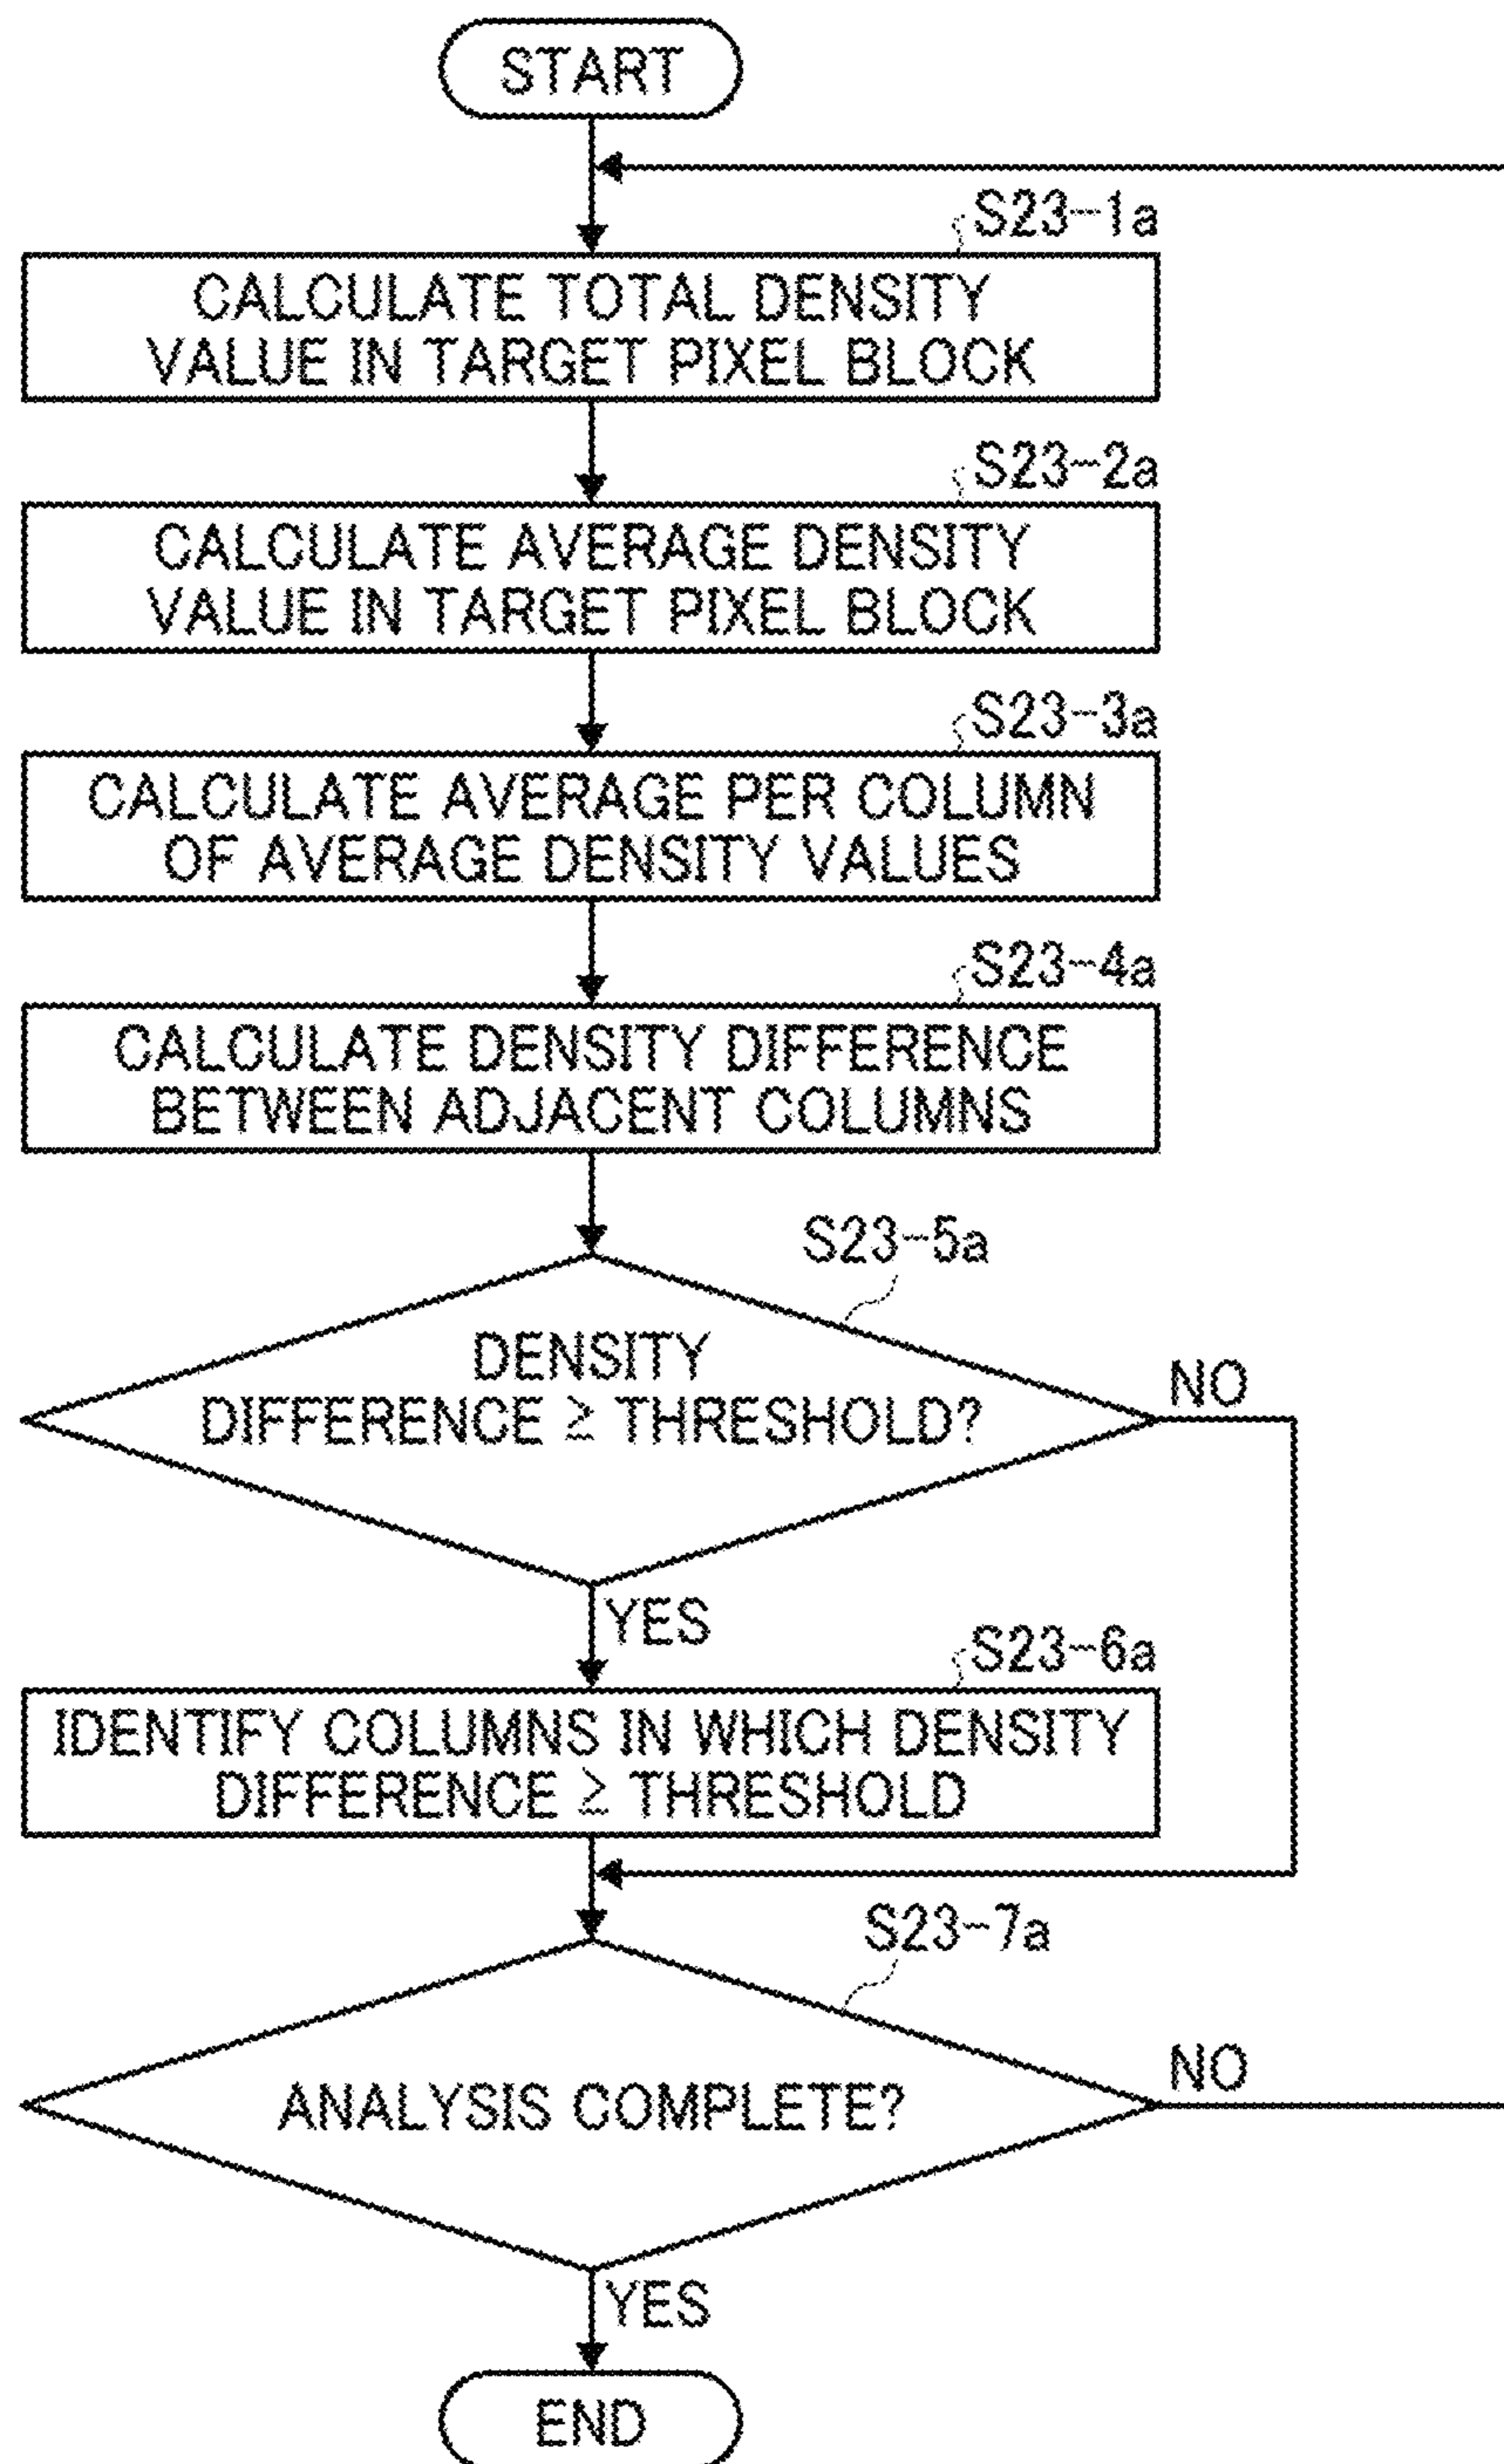 START
S23-1a
CALCULATE TOTAL DENSITY
VALUE IN TARGET PIXEL BLOCK
S23-2a
CALCULATE AVERAGE DENSITY
VALUE IN TARGET PIXEL BLOCK
S23-3a
CALCULATE AVERAGE PER COLUMN
OF AVERAGE DENSITY VALUES
S23-4a
CALCULATE DENSITY DIFFERENCE
BETWEEN ADJACENT COLUMNS
S23-5a
DENSITY
DIFFERENCE ≥ THRESHOLD?
NO
YES
S23-6a
IDENTIFY COLUMNS IN WHICH DENSITY
DIFFERENCE ≥ THRESHOLD
S23-7a
ANALYSIS COMPLETE?
NO
YES
END